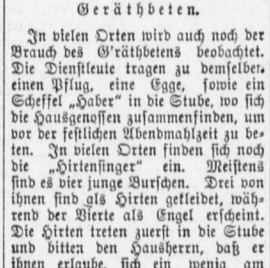 Geräthbeten.
In vielen Orten wird auch noch der
Brauch des G'räthbetens beobachtet.
Die Dienstleute tragen zu demselben
einen Pflug, eine Egge, sowie ein
Scheffel „Haber" in die Stube, wo sich
die Hausgenossen zusammenfinden, um
vor der festlichen Abendmahlzeit zu be-
ten. In vielen Orten finden sich noch
die „Hirtensinger" ein. Meistens
sind es vier junge Burschen. Drei von
ihnen sind als Hirten gekleidet, wäh-
rend der Vierte als Engel erscheint.
Die Hirten treten zuerst in die Stube
und bitten den Hausherrn, daß er
ihnen erlaube, sich ein wenig am